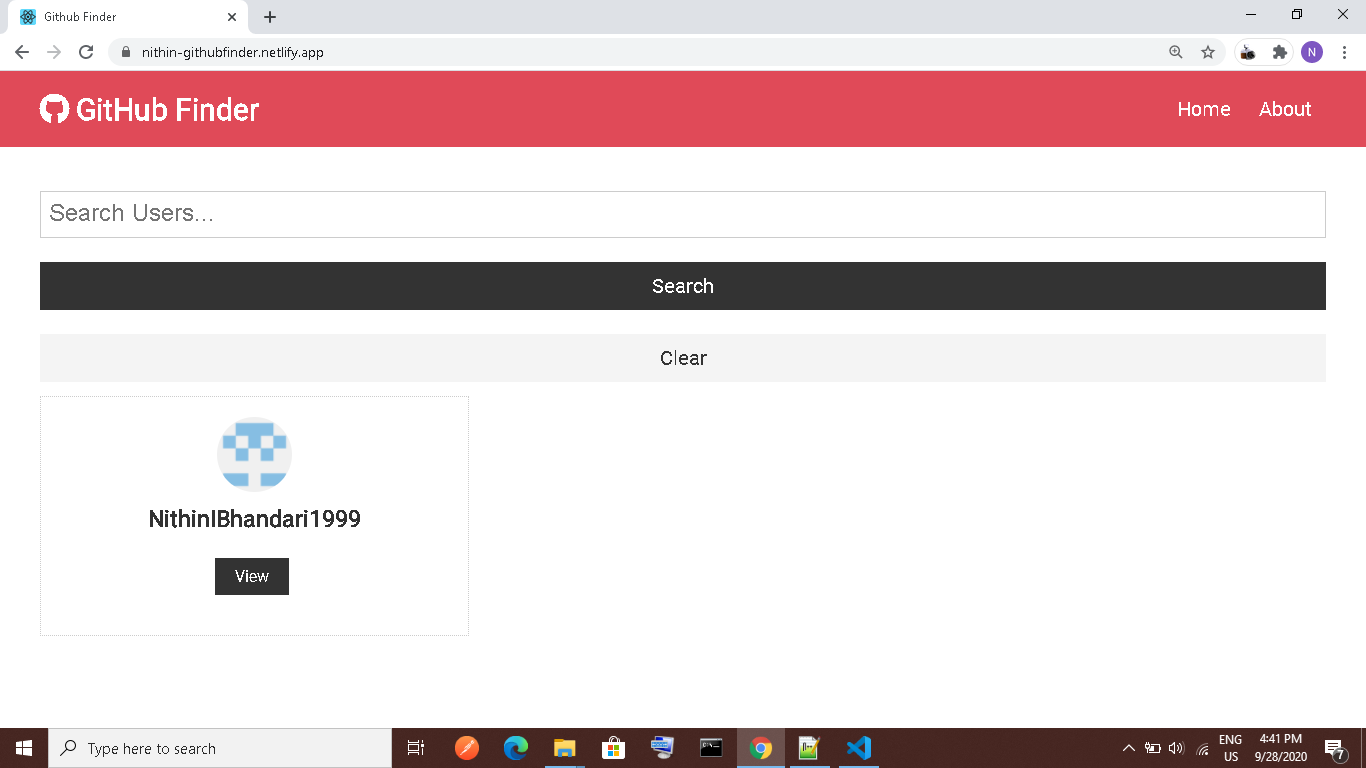 Github Finder
nithin-githubfinder.netlify.app
N
GitHub Finder
Home About
Search Users...
Search
Clear
NithinIBhandari1999
View
Type here to search
ENG
US
4:41 PM
9/28/2020
7